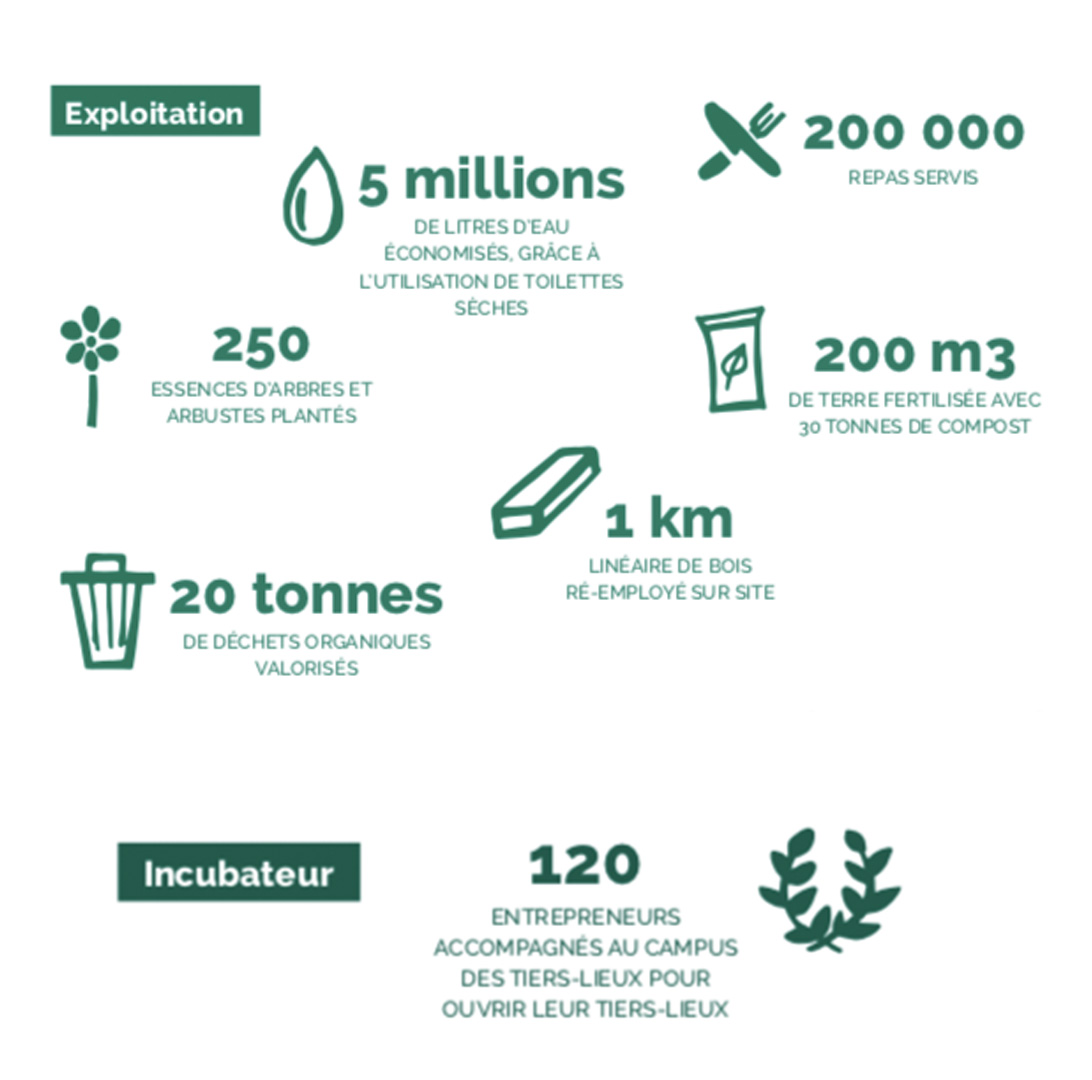 Exploitation
5 millions
DE LITRES D'EAU
ÉCONOMISÉS, GRÂCE À
L'UTILISATION DE TOILETTES
SÈCHES
200 000
REPAS SERVIS
250
ESSENCES D'ARBRES ET
ARBUSTES PLANTÉS
200 m3
DE TERRE FERTILISÉE AVEC
30 TONNES DE COMPOST
1 km
LINÉAIRE DE BOIS
RÉ-EMPLOYÉ SUR SITE
20 tonnes
DE DÉCHETS ORGANIQUES
VALORISÉS
Incubateur
120
ENTREPRENEURS
ACCOMPAGNÉS AU CAMPUS
DES TIERS-LIEUX POUR
OUVRIR LEUR TIERS-LIEUX